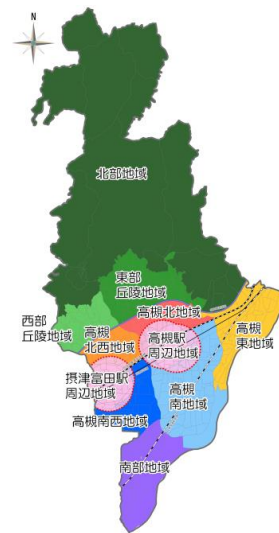 N
北部地域
東部
丘陵地域
西部
丘陵地域
高槻北地域
高槻
北西地域
高槻駅
周辺地域
高槻
東地域
摂津富田駅
周辺地域
高槻
南地域
高槻南西地域
南部地域